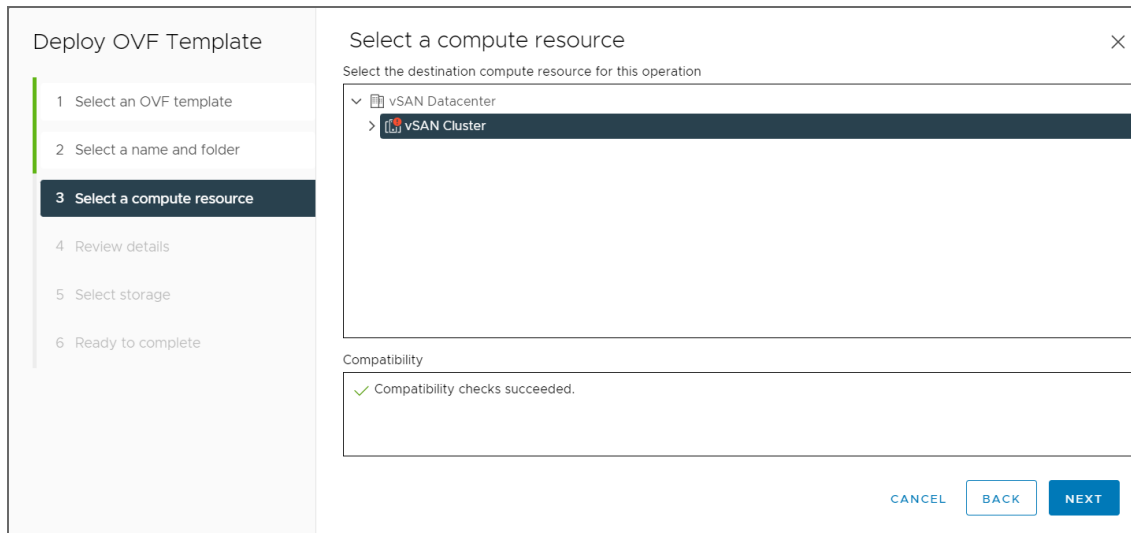 Deploy OVF Template
1 Select an OVF template
2 Select a name and folder
3 Select a compute resource
4 Review details
5 Select storage
6 Ready to complete
Select a compute resource
Select the destination compute resource for this operation
vSAN Datacenter
vSAN Cluster
Compatibility
Compatibility checks succeeded.
CANCEL BACK NEXT